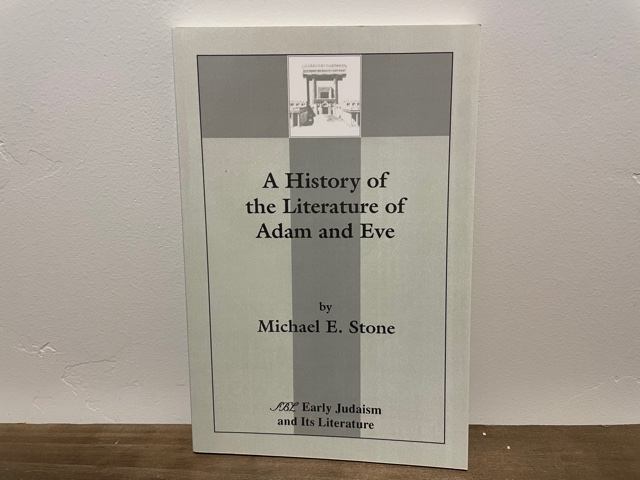 A History of
the Literature of
Adam and Eve
by
Michael E. Stone
SBL Early Judaism
and Its Literature